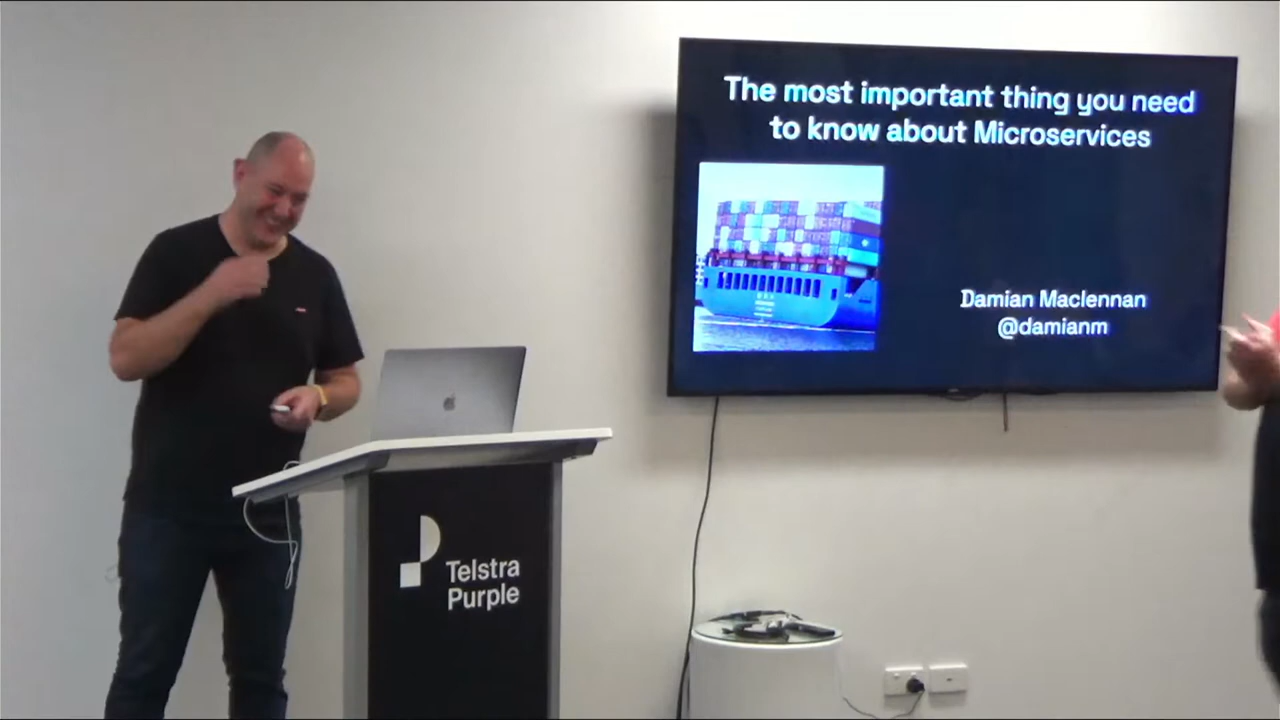 The most important thing you need
to know about Microservices
Damian Maclennan
@damianm
Telstra
Purple